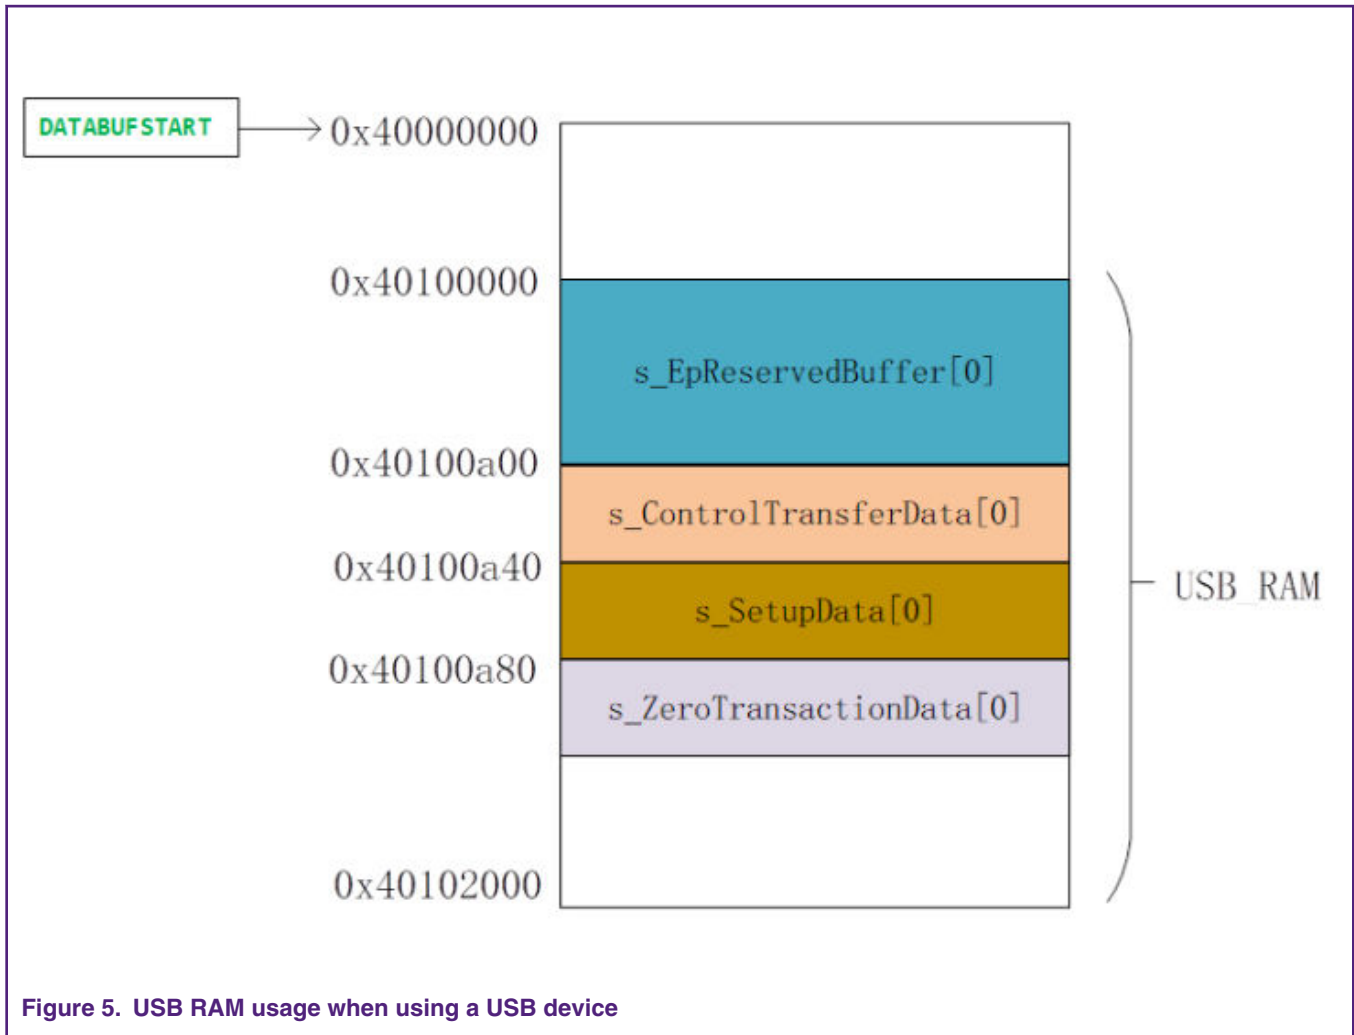 DATABUFSTART
0x40000000
0x40100000
s_EpReservedBuffer[0]
0x40100a00
s_ControlTransferData[0]
0x40100a40
s_SetupData[0]
USB_RAM
0x40100a80
s_ZeroTransactionData[0]
0x40102000
Figure 5. USB RAM usage when using a USB device